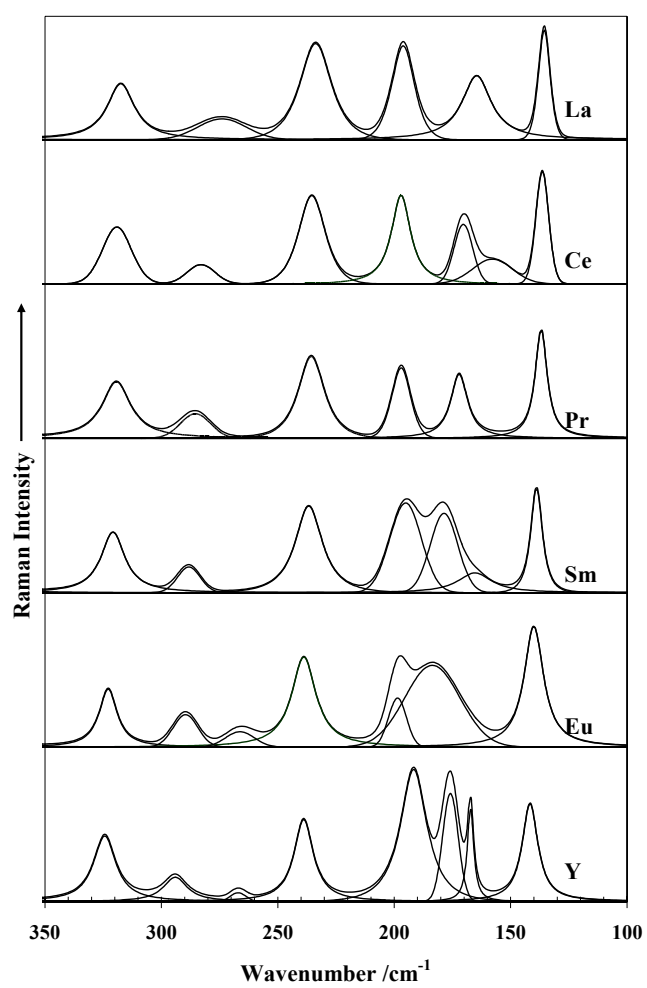 La
Ce
Pr
Sm
Eu
Y
Raman Intensity
350 300 250 200 150 100
Wavenumber /cm⁻¹